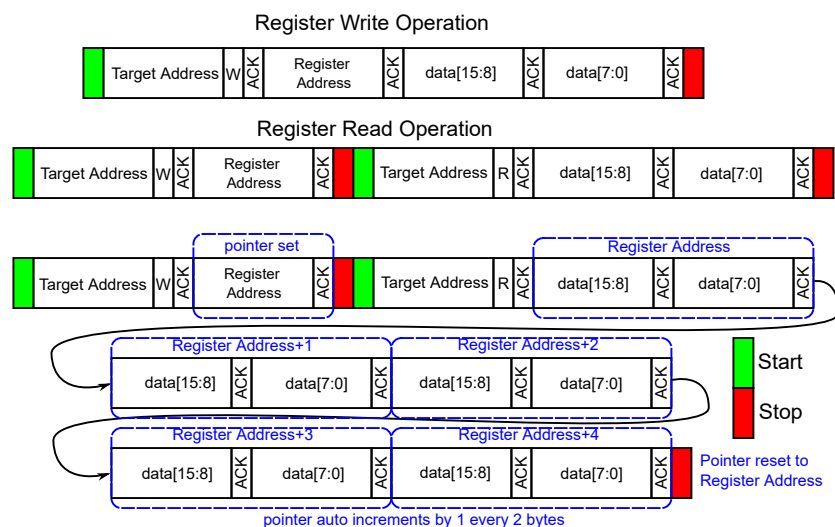 Register Write Operation
Target Address W ACK Register Address ACK data[15:8] ACK data[7:0] ACK
Register Read Operation
Target Address W ACK Register Address ACK Target Address R ACK data[15:8] ACK data[7:0] ACK
pointer set Register Address
Target Address W ACK Register Address ACK Target Address R ACK data[15:8] ACK data[7:0] ACK
Register Address+1 Register Address+2
data[15:8] ACK data[7:0] ACK data[15:8] ACK data[7:0] ACK
Start
Stop
Register Address+3 Register Address+4
data[15:8] ACK data[7:0] ACK data[15:8] ACK data[7:0] ACK
Pointer reset to
Register Address
pointer auto increments by 1 every 2 bytes